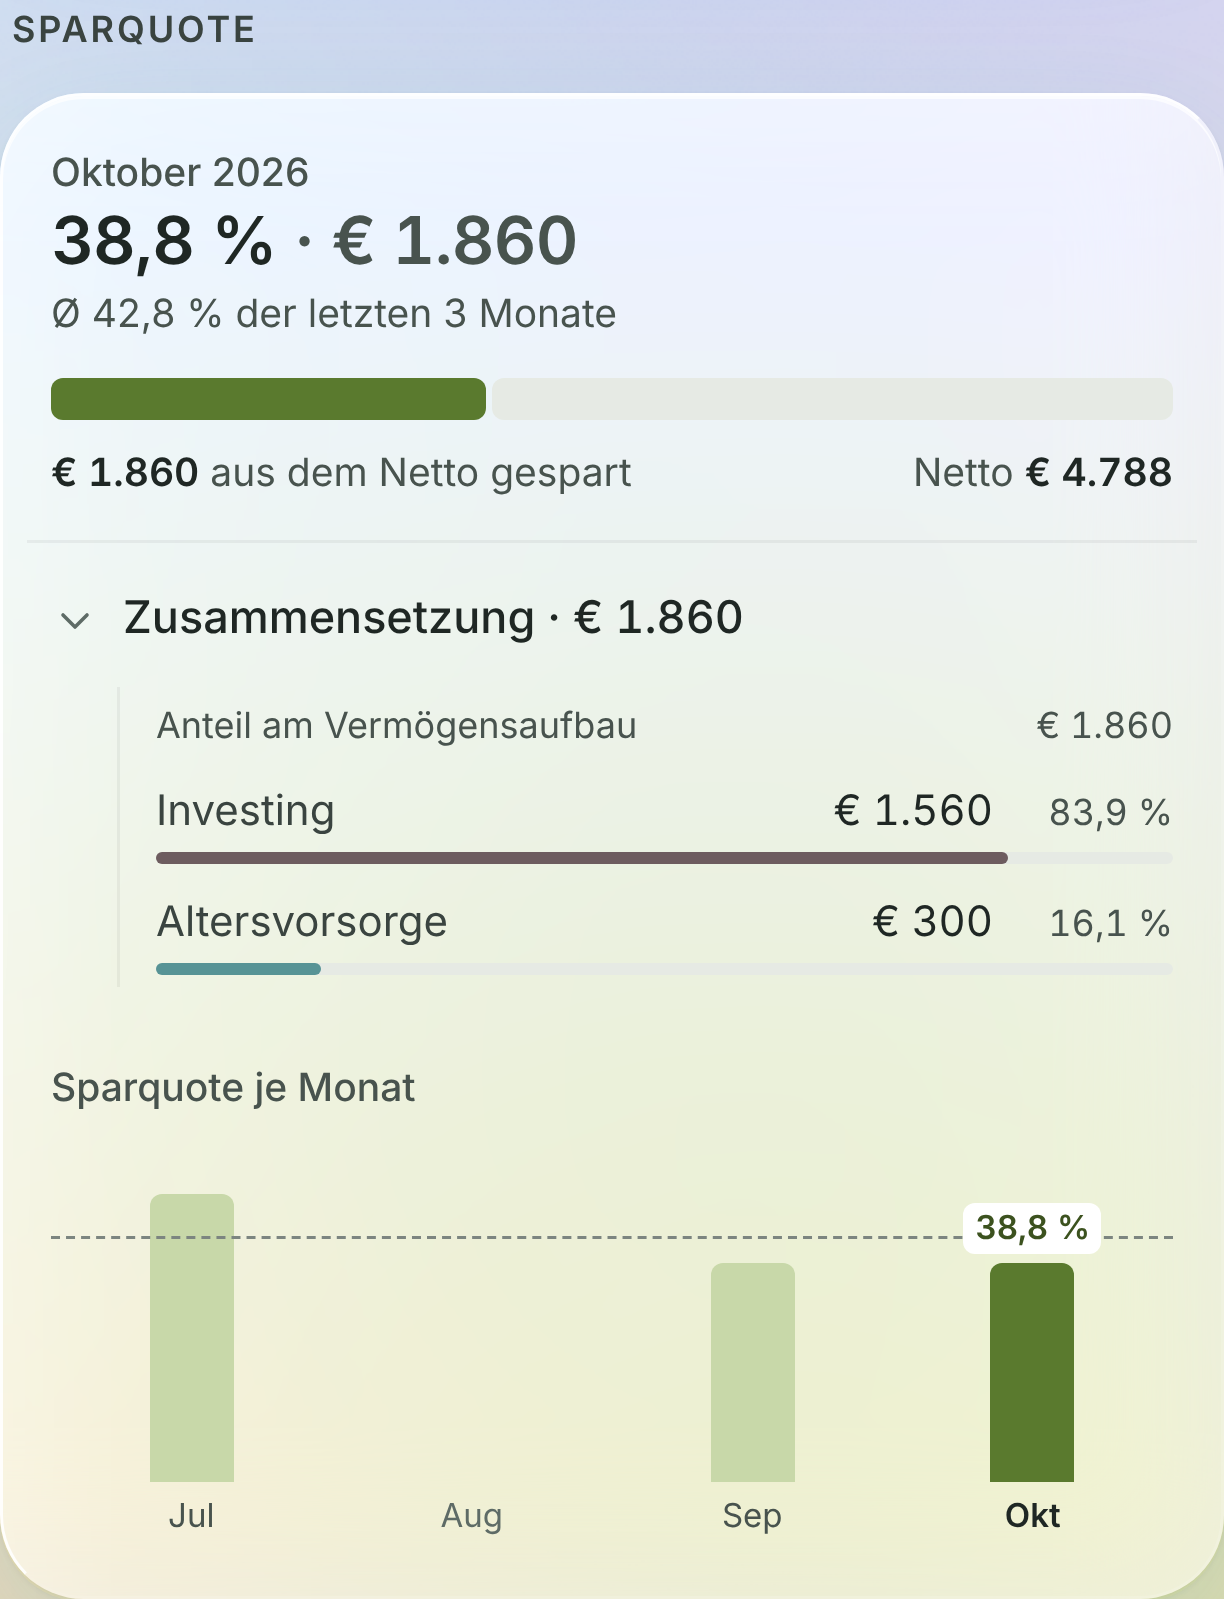 SPARQUOTE
Oktober 2026
38,8 % · € 1.860
Ø 42,8 % der letzten 3 Monate
€ 1.860 aus dem Netto gespart Netto € 4.788
Zusammensetzung · € 1.860
Anteil am Vermögensaufbau € 1.860
Investing € 1.560 83,9 %
Altersvorsorge € 300 16,1 %
Sparquote je Monat
38,8 %
Jul Aug Sep Okt